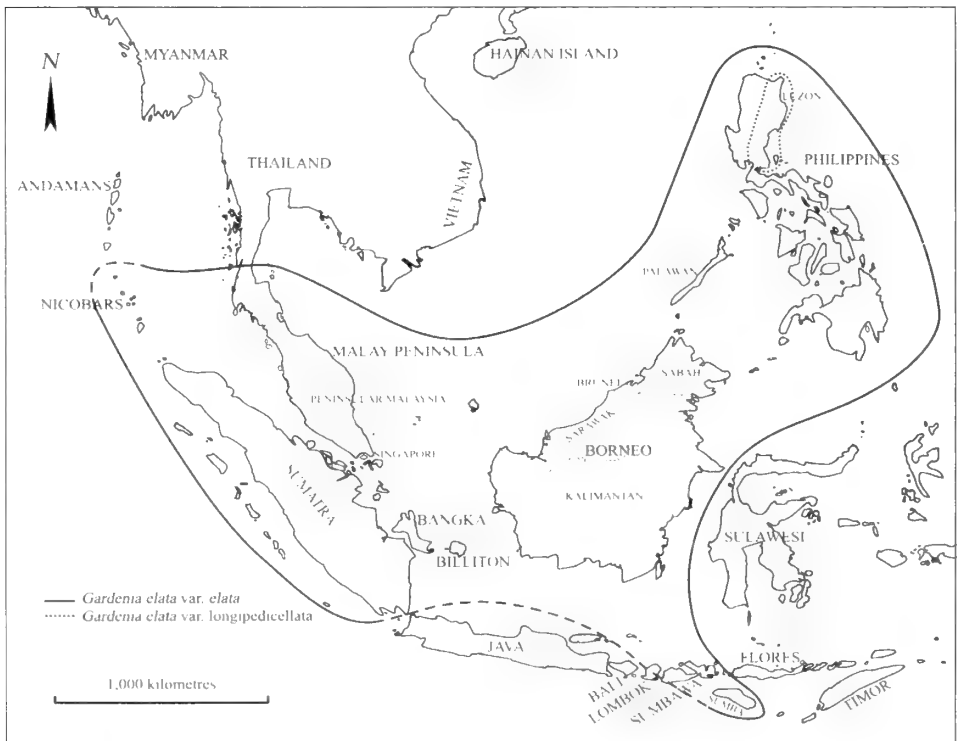 N
MYANMAR
HAINAN ISLAND
LEZON
THAILAND
PHILIPPINES
ANDAMANS
VIETNAM
PALAWAN
NICOBARS
MALAY PENINSULA
SABAH
BRUNEI
PENINSULAR MALAYSIA
SARAWAK
BORNEO
SINGAPORE
SUMATRA
KALIMANTAN
BANGKA
SULAWESI
BILLITON
Gardenia elata var. elata
Gardenia elata var. longipedicellata
JAVA
FLORES
BALI
LOMBOK
SUMBAWA
SUMBA
TIMOR
1,000 kilometres